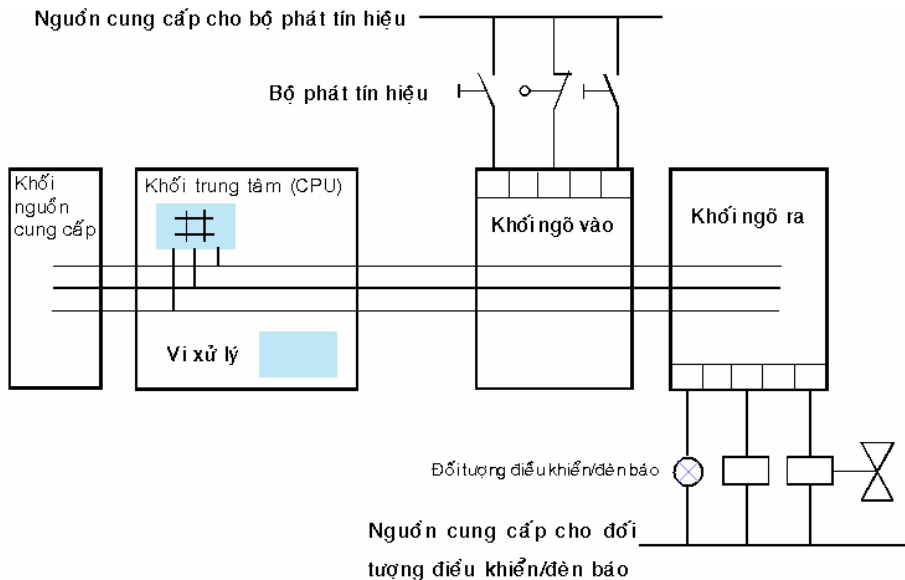 Nguồn cung cấp cho bộ phát tín hiệu
Bộ phát tín hiệu
Khối
nguồn
cung cấp
Khối trung tâm (CPU)
Khối ngõ vào
Khối ngõ ra
Vi xử lý
Đối tượng điều khiển/đèn báo
Nguồn cung cấp cho đối
tượng điều khiển/đèn báo